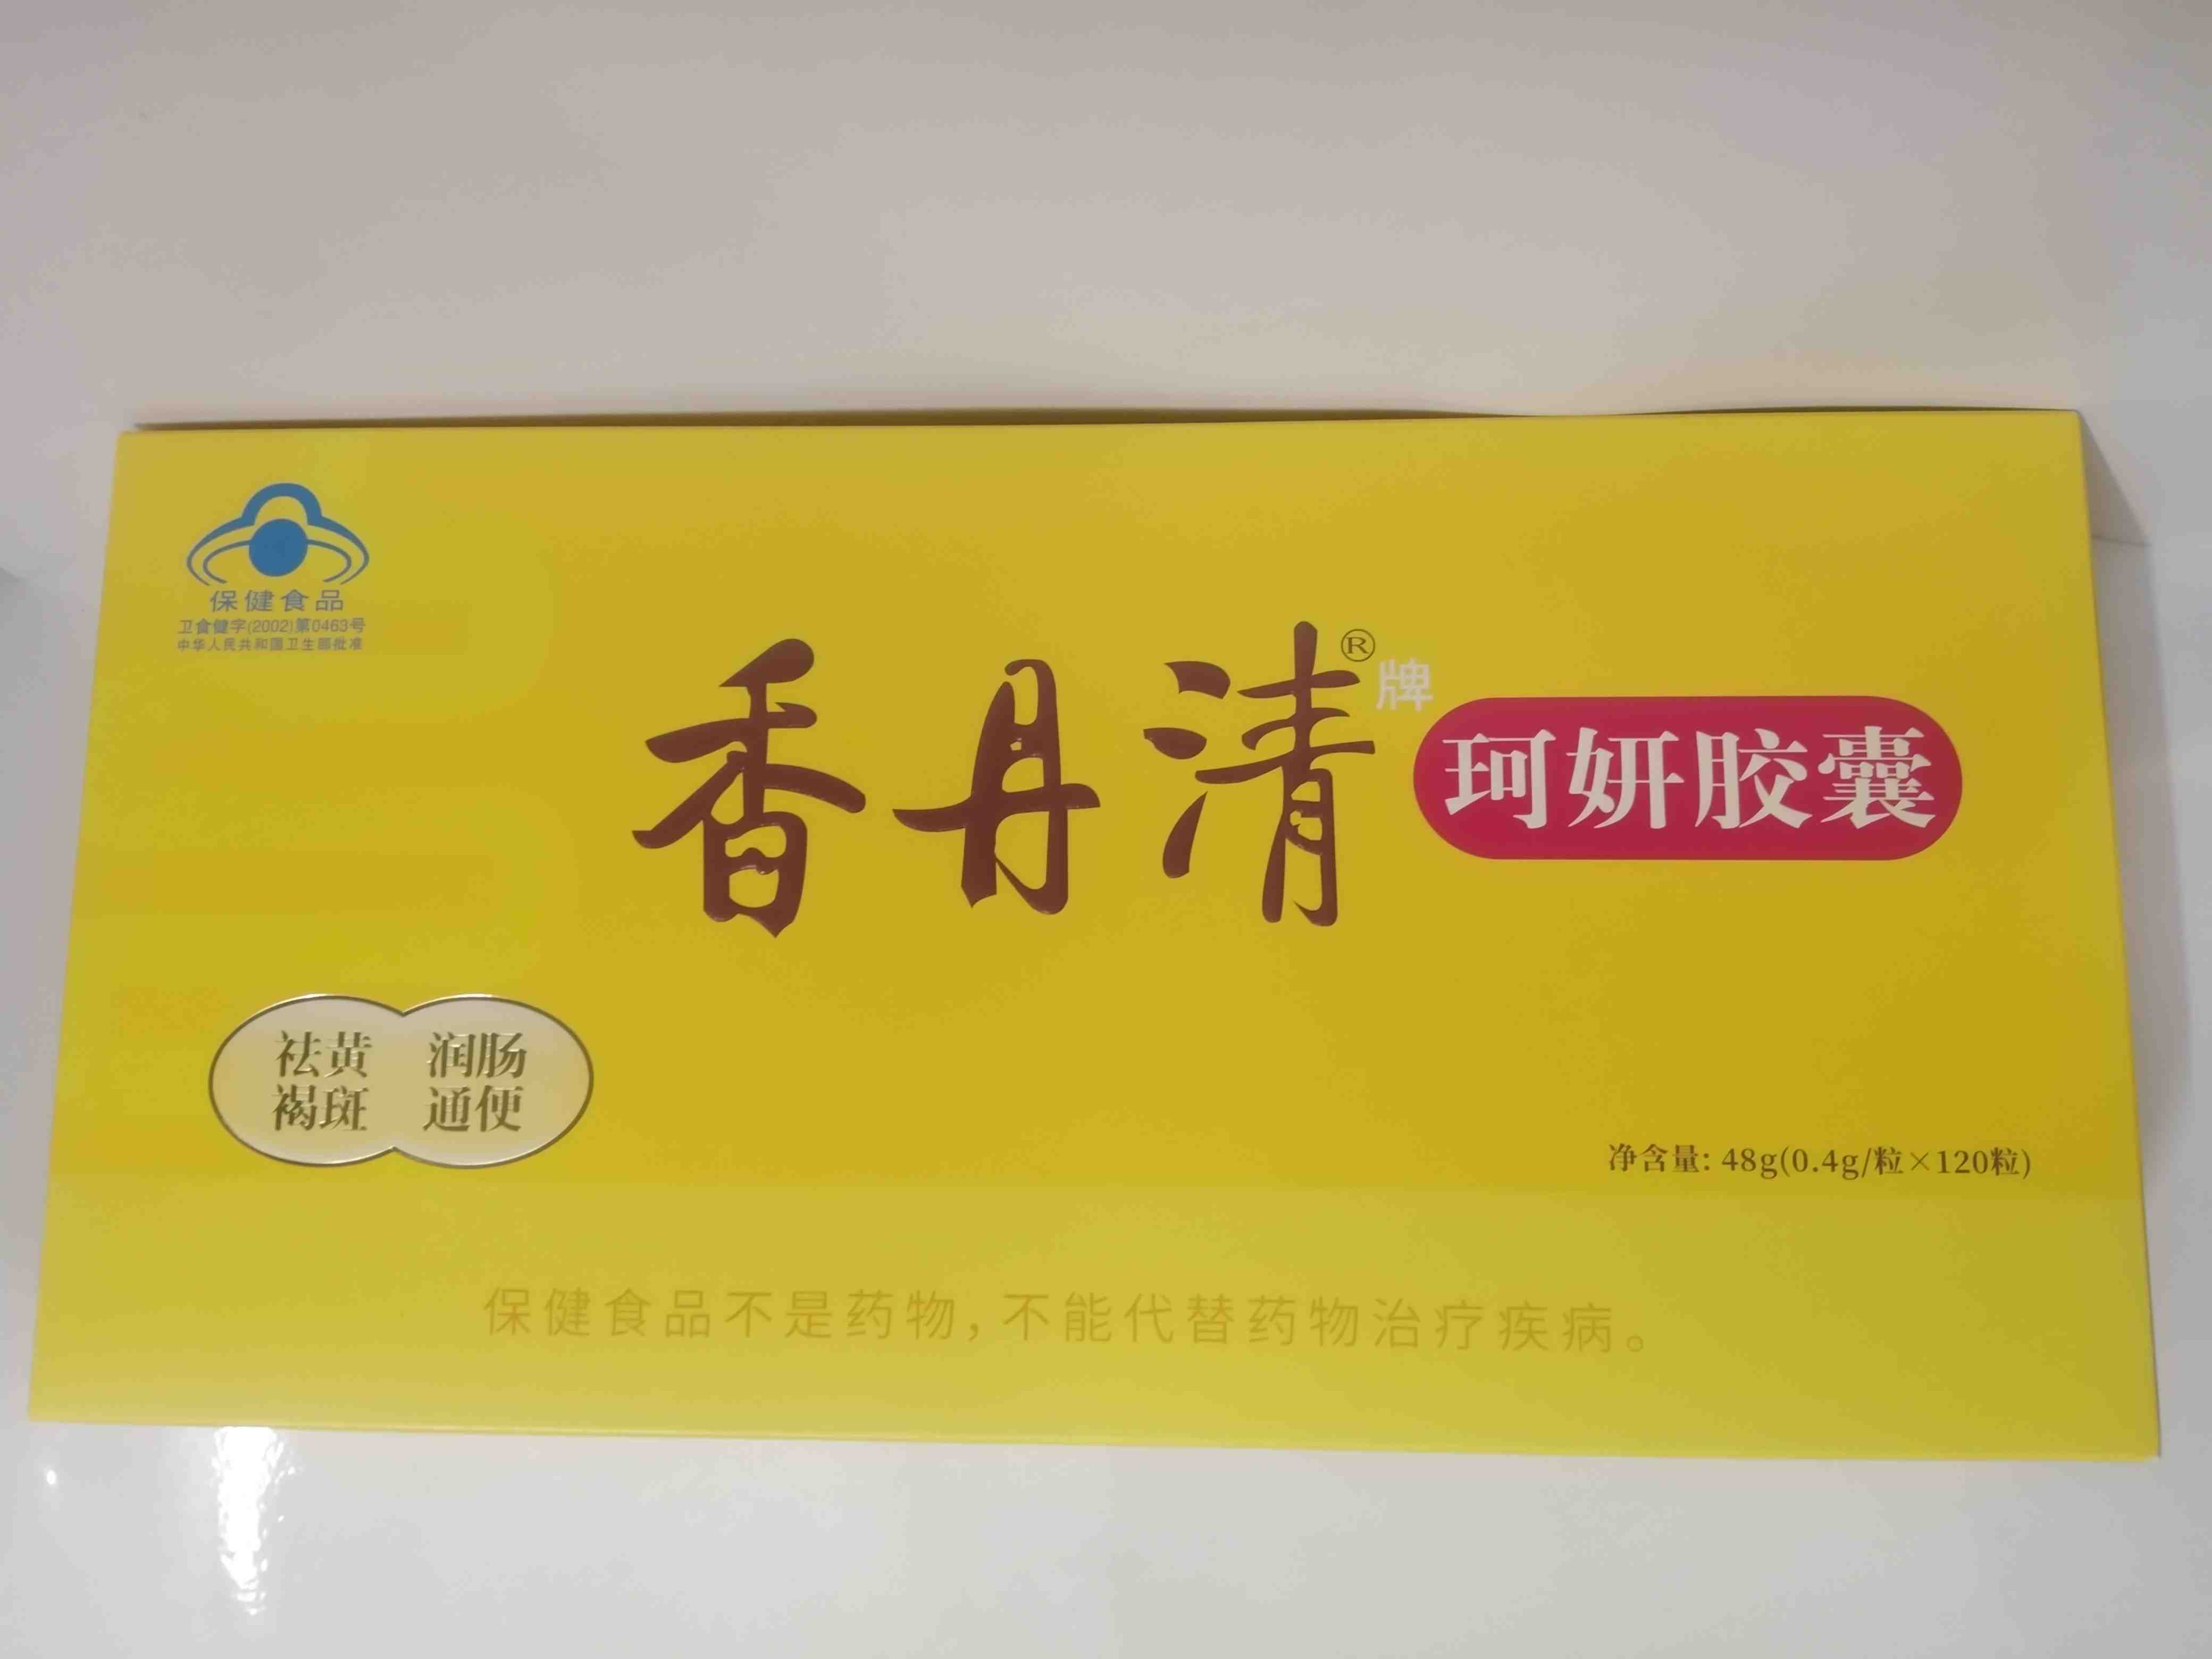 保健食品
卫食健字(2002)第0463号
中华人民共和国卫生部批准
香丹清®牌
珂妍胶囊
祛黄 润肠
褐斑 通便
净含量: 48g(0.4g/粒×120粒)
保健食品不是药物,不能代替药物治疗疾病。